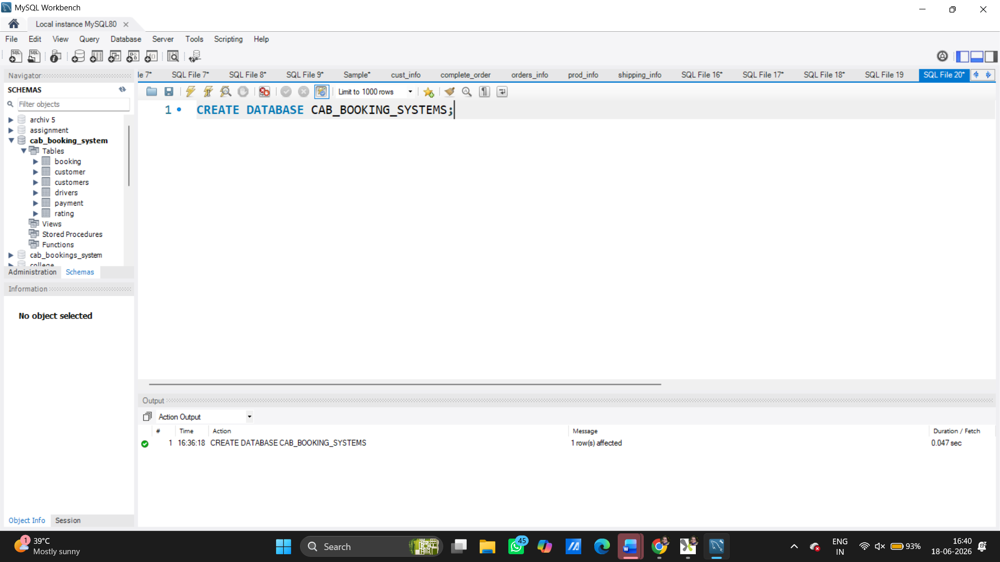 MySQL Workbench
Local instance MySQL80
File Edit View Query Database Server Tools Scripting Help
Navigator
le 7* SQL File 7* SQL File 8* SQL File 9* Sample* cust_info complete_order orders_info prod_info shipping_info SQL File 16* SQL File 17* SQL File 18* SQL File 19 SQL File 20*
SCHEMAS
Limit to 1000 rows
Filter objects
1 CREATE DATABASE CAB_BOOKING_SYSTEMS;
archiv 5
assignment
cab_booking_system
Tables
booking
customer
customers
drivers
payment
rating
Views
Stored Procedures
Functions
cab_bookings_system
college
Administration Schemas
Information
No object selected
Output
Action Output
# Time Action Message Duration / Fetch
1 16:36:18 CREATE DATABASE CAB_BOOKING_SYSTEMS 1 row(s) affected 0.047 sec
Object Info Session
1 39°C
Mostly sunny
Search
45
ENG
IN
93%
16:40
18-06-2026